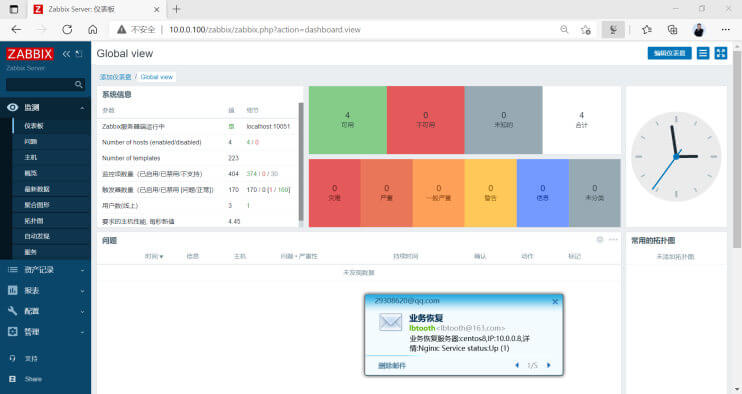 Zabbix Server: 仪表板
不安全 10.0.0.100/zabbix/zabbix.php?action=dashboard.view
ZABBIX
Zabbix Server
监测
仪表板
问题
主机
概览
最新数据
聚合图形
拓扑图
自动发现
服务
资产记录
报表
配置
管理
支持
Share
Global view
编辑仪表盘
添加仪表盘 / Global view
系统信息
参数 值 细节
Zabbix服务器端运行中 是 localhost:10051
Number of hosts (enabled/disabled) 4 4 / 0
Number of templates 223
监控项数量（已启用/已禁用/不支持） 404 374 / 0 / 30
触发器数量（已启用/已禁用 [问题/正常]） 170 170 / 0 [1 / 169]
用户数(线上) 3 1
要求的主机性能, 每秒新值 4.45
4 可用
0 不可用
0 未知的
4 合计
0 灾难
0 严重
0 一般严重
0 警告
0 信息
0 未分类
问题
时间▼ 信息 主机 问题・严重性 持续时间 确认 动作 标记
未发现数据
常用的拓扑图
未添加拓扑图
29308620@qq.com
业务恢复
lbtooth<lbtooth@163.com>
业务恢复服务器:centos8,IP:10.0.0.8,详
情:Nginx: Service status:Up (1)
删除邮件 1/5